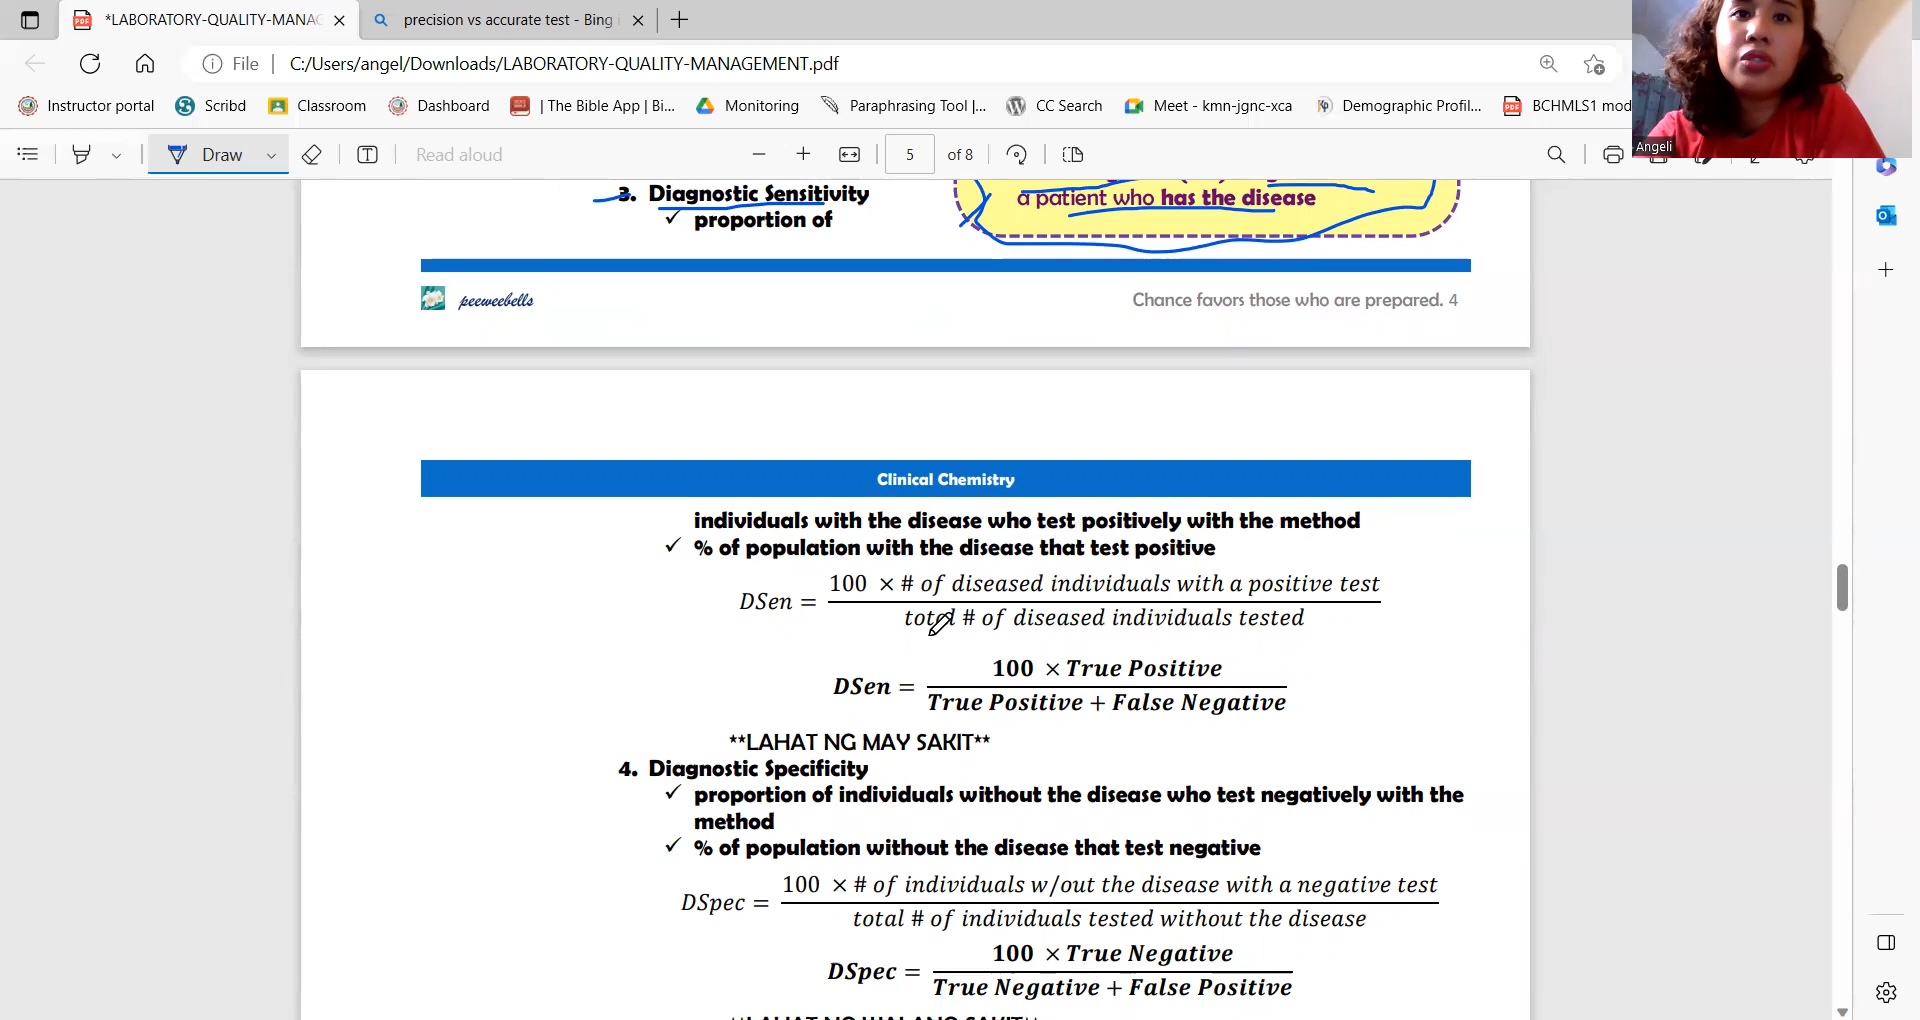 *LABORATORY-QUALITY-MANAG
precision vs accurate test - Bing
File
C:/Users/angel/Downloads/LABORATORY-QUALITY-MANAGEMENT.pdf
Instructor portal
Scribd
Classroom
Dashboard
| The Bible App | Bi...
Monitoring
Paraphrasing Tool |...
CC Search
Meet - kmn-jgnc-xca
Demographic Profil...
BCHMLS1 mod
Angeli
Draw
Read aloud
5
of 8
3. Diagnostic Sensitivity
✓ proportion of
a patient who has the disease
peeweebells
Chance favors those who are prepared. 4
Clinical Chemistry
individuals with the disease who test positively with the method
✓ % of population with the disease that test positive
100 × # of diseased individuals with a positive test
DSen =
total # of diseased individuals tested
100 × True Positive
DSen =
True Positive + False Negative
**LAHAT NG MAY SAKIT**
4. Diagnostic Specificity
✓ proportion of individuals without the disease who test negatively with the
method
✓ % of population without the disease that test negative
100 × # of individuals w/out the disease with a negative test
DSpec =
total # of individuals tested without the disease
100 × True Negative
DSpec =
True Negative + False Positive
**LAHAT NG WALANG SAKIT**